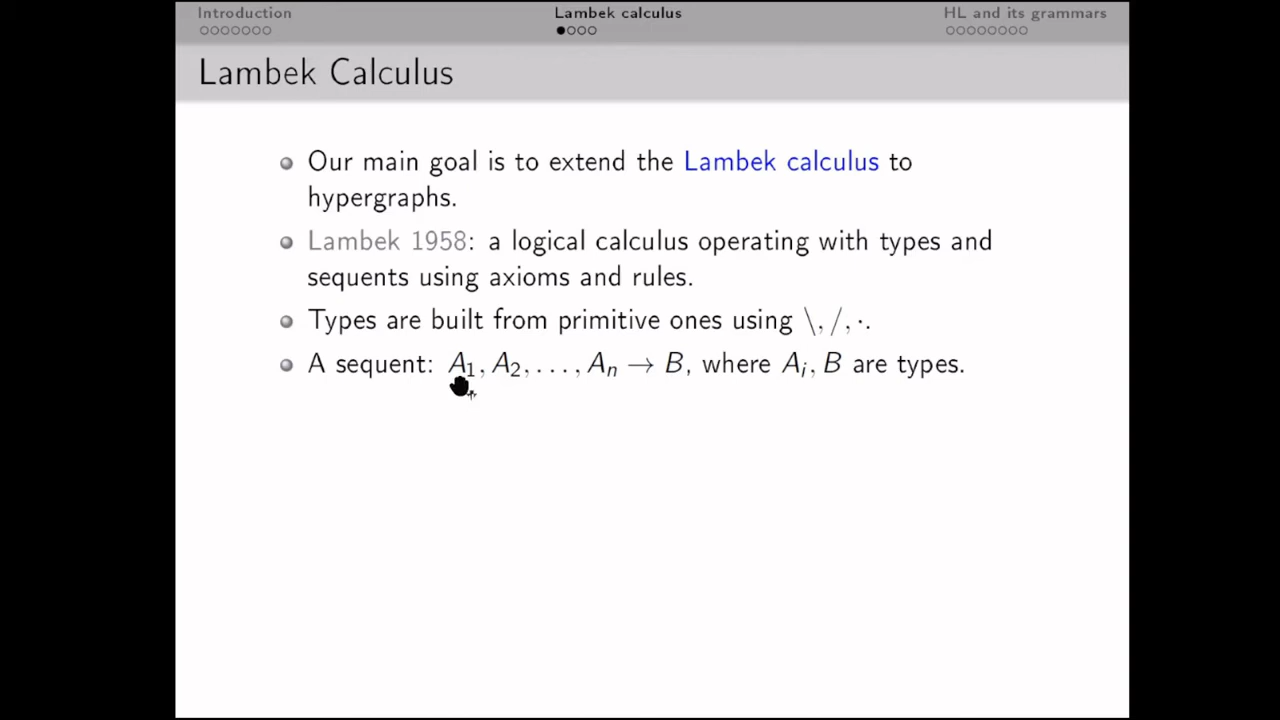 Introduction Lambek calculus HL and its grammars
Lambek Calculus
Our main goal is to extend the Lambek calculus to
hypergraphs.
Lambek 1958: a logical calculus operating with types and
sequents using axioms and rules.
Types are built from primitive ones using \, /, ·.
A sequent: A₁, A₂, . . . , Aₙ → B, where Aᵢ, B are types.